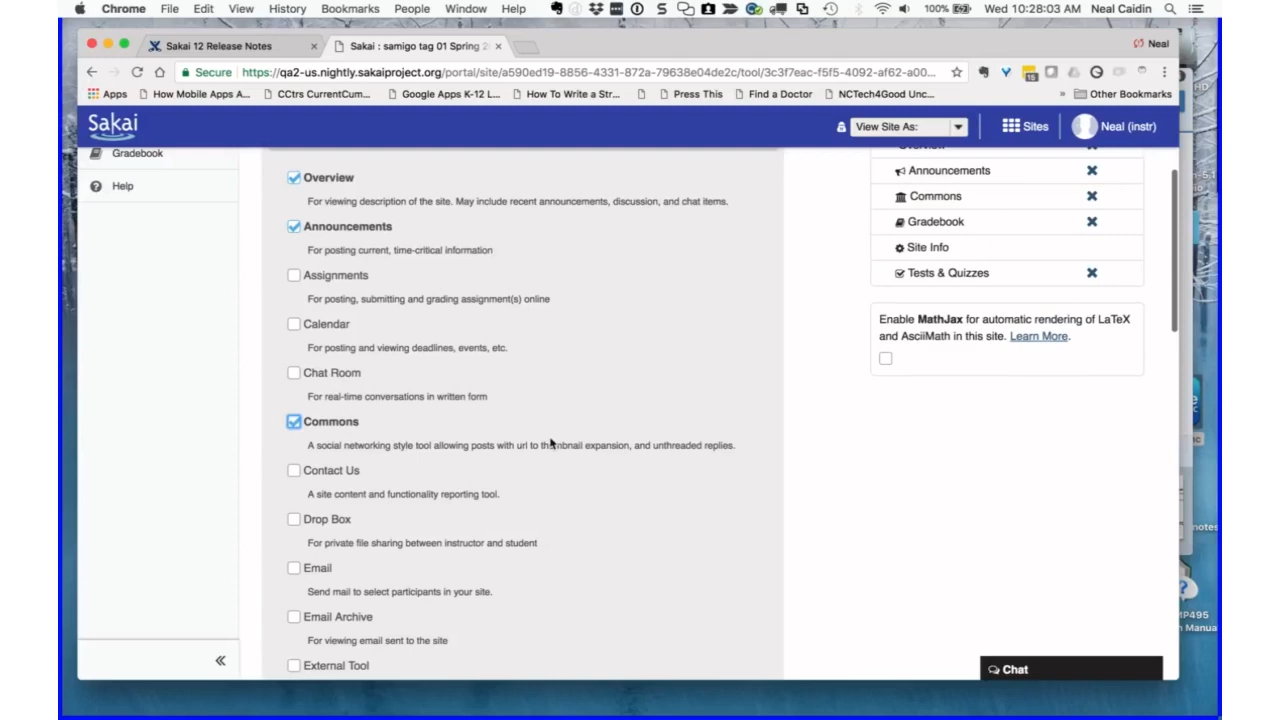 Chrome File Edit View History Bookmarks People Window Help 100% Wed 10:28:03 AM Neal Caidin
Sakai 12 Release Notes × Sakai : samigo tag 01 Spring 2 × Neal
Secure https://qa2-us.nightly.sakaiproject.org/portal/site/a590ed19-8856-4331-872a-79638e04de2c/tool/3c3f7eac-f5f5-4092-af62-a00...
Apps How Mobile Apps A... CCtrs CurrentCum... Google Apps K-12 L... How To Write a Str... Press This Find a Doctor NCTech4Good Unc... » Other Bookmarks
Sakai View Site As: Sites Neal (instr)
Gradebook
Help
Overview
For viewing description of the site. May include recent announcements, discussion, and chat items.
Announcements
For posting current, time-critical information
Assignments
For posting, submitting and grading assignment(s) online
Calendar
For posting and viewing deadlines, events, etc.
Chat Room
For real-time conversations in written form
Commons
A social networking style tool allowing posts with url to thumbnail expansion, and unthreaded replies.
Contact Us
A site content and functionality reporting tool.
Drop Box
For private file sharing between instructor and student
Email
Send mail to select participants in your site.
Email Archive
For viewing email sent to the site
External Tool
Overview
Announcements
Commons
Gradebook
Site Info
Tests & Quizzes
Enable MathJax for automatic rendering of LaTeX
and AsciiMath in this site. Learn More.
Chat
notes
MP495
Manua